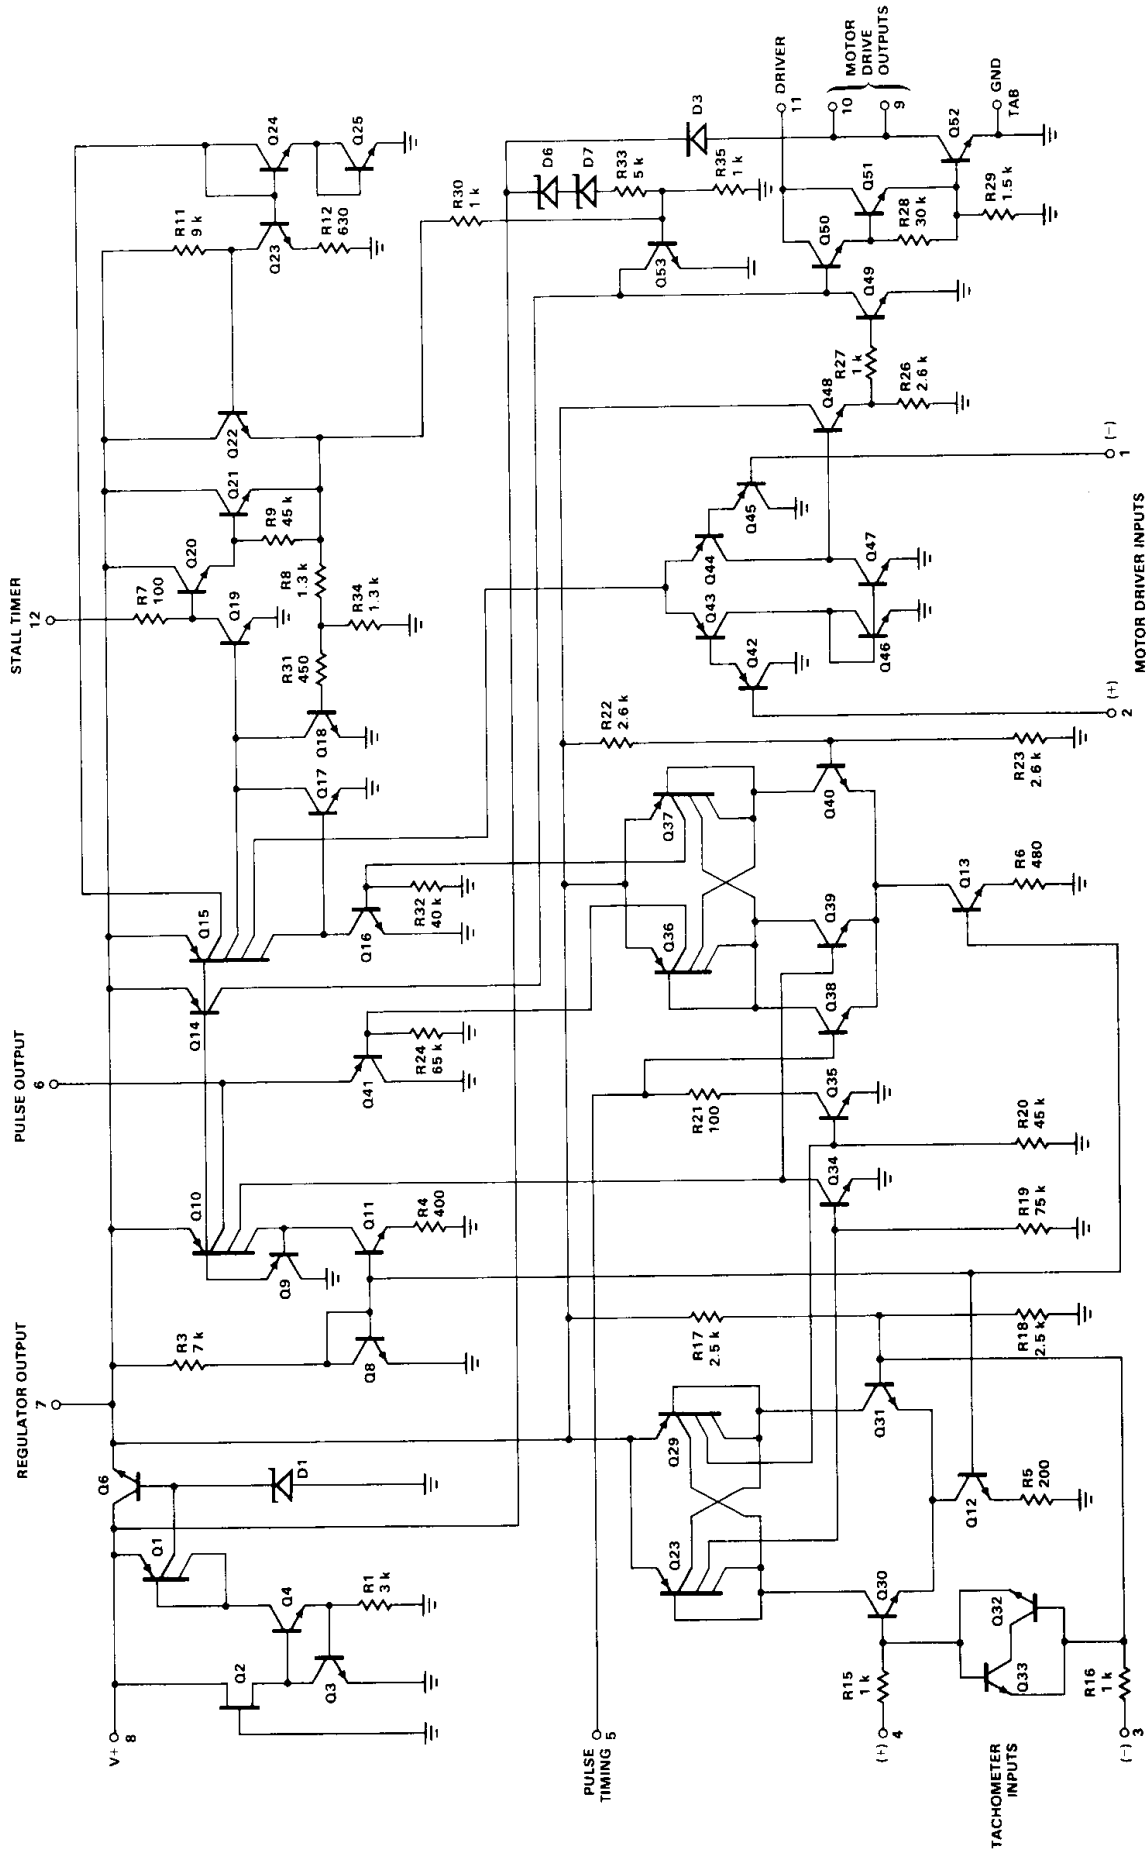 REGULATOR OUTPUT
7
PULSE OUTPUT
6
STALL TIMER
12
V+
8
Q2
Q3
Q4
R1
3 k
Q1
Q6
D1
R3
7 k
Q8
Q9
Q10
Q11
R4
400
Q41
R24
65 k
Q14
Q15
Q16
R32
40 k
Q17
Q18
R31
450
R34
1.3 k
R8
1.3 k
R9
45 k
R7
100
Q19
Q20
Q21
Q22
R11
9 k
Q23
R12
630
Q24
Q25
R30
1 k
D6
D7
R33
5 k
R35
1 k
Q53
D3
DRIVER
11
MOTOR
DRIVE
OUTPUTS
10
9
GND
TAB
Q52
Q51
Q50
R28
30 k
R29
1.5 k
Q49
R27
1 k
R26
2.6 k
Q48
Q45
Q44
Q43
Q42
Q47
Q46
(−)
1
(+)
2
MOTOR DRIVER INPUTS
R22
2.6 k
R23
2.6 k
Q37
Q36
Q40
Q39
Q38
Q13
R6
480
R21
100
Q35
Q34
R20
45 k
R19
75 k
R17
2.5 k
R18
2.5 k
Q29
Q23
Q31
Q30
Q12
R5
200
PULSE
TIMING
5
R15
1 k
(+)
4
Q33
Q32
R16
1 k
(−)
3
TACHOMETER
INPUTS